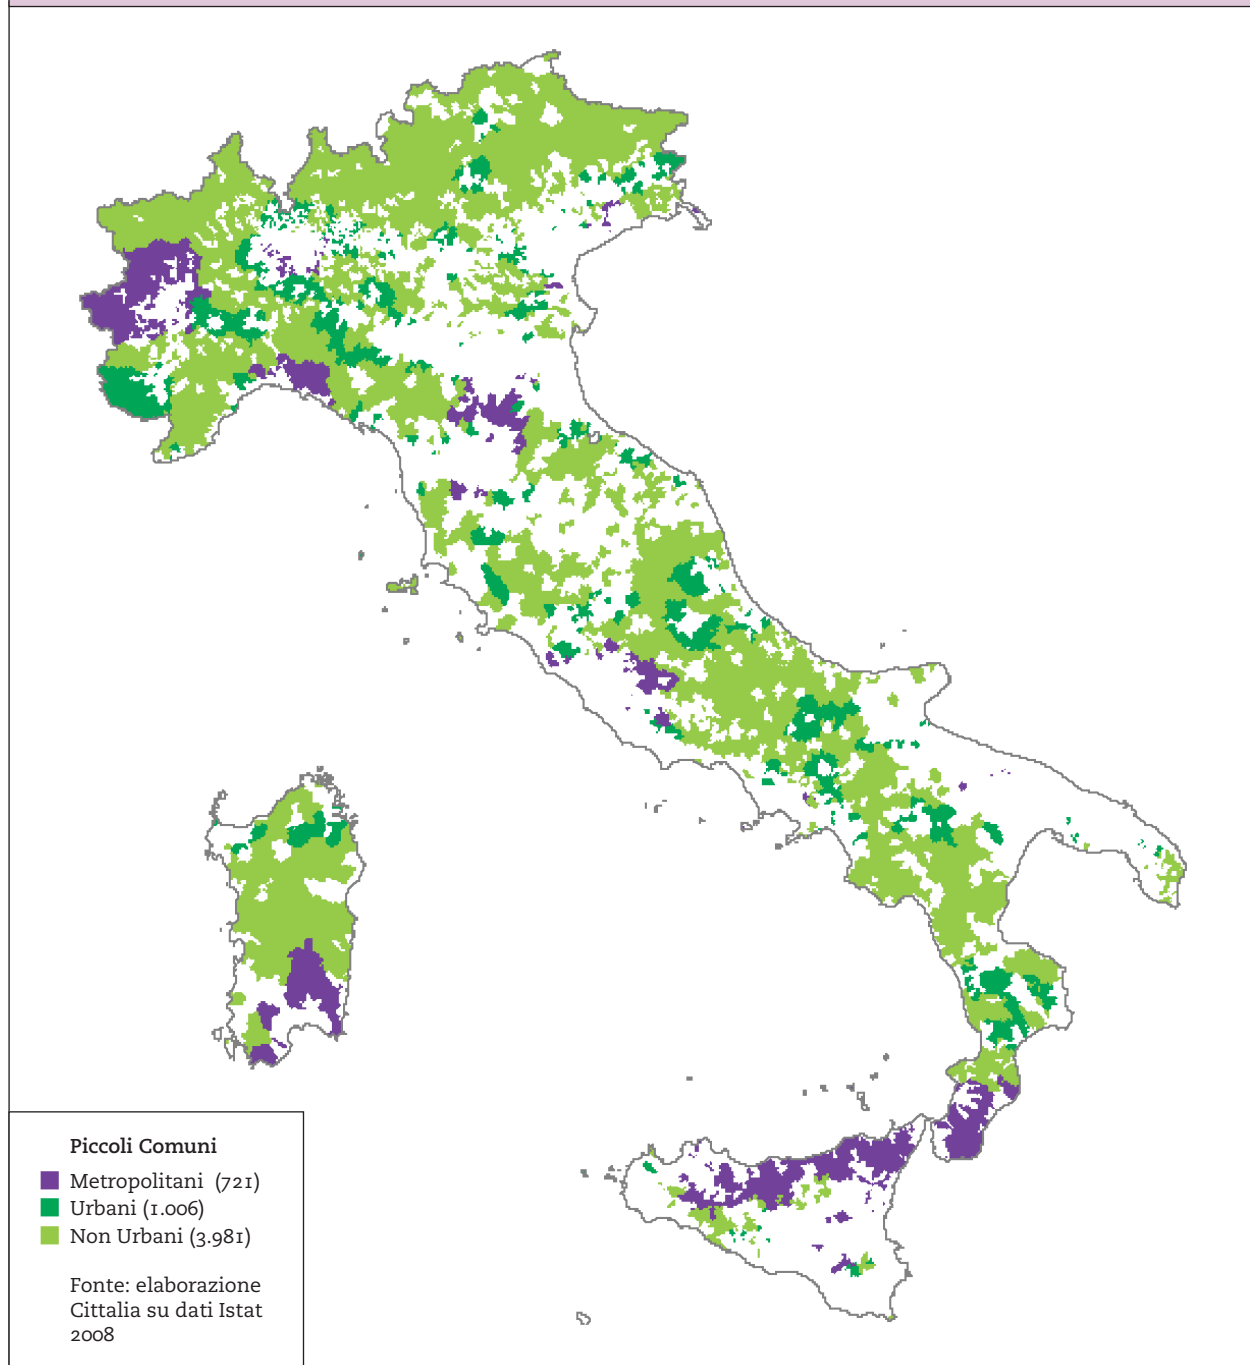 Piccoli Comuni
Metropolitani (721)
Urbani (1.006)
Non Urbani (3.981)
Fonte: elaborazione
Cittalia su dati Istat
2008